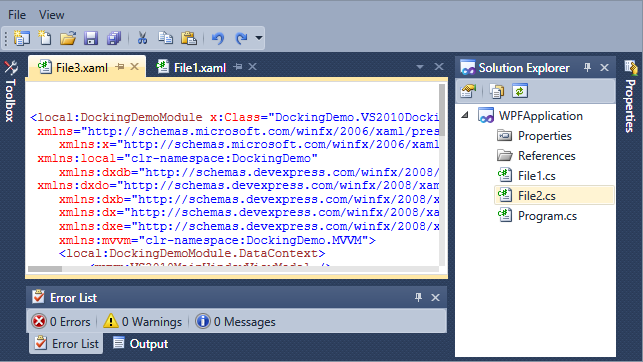 File View
Toolbox
File3.xaml File1.xaml
<local:DockingDemoModule x:Class="DockingDemo.VS2010Docki
xmlns="http://schemas.microsoft.com/winfx/2006/xaml/pres
xmlns:x="http://schemas.microsoft.com/winfx/2006/xaml/
xmlns:local="clr-namespace:DockingDemo"
xmlns:dxdb="http://schemas.devexpress.com/winfx/2008/
xmlns:dxdo="http://schemas.devexpress.com/winfx/2008/xam
xmlns:dxb="http://schemas.devexpress.com/winfx/2008/x
xmlns:dx="http://schemas.devexpress.com/winfx/2008/xa
xmlns:dxe="http://schemas.devexpress.com/winfx/2008/x
xmlns:mvvm="clr-namespace:DockingDemo.MVVM">
<local:DockingDemoModule.DataContext>
Error List
0 Errors 0 Warnings 0 Messages
Error List Output
Solution Explorer
WPFApplication
Properties
References
File1.cs
File2.cs
Program.cs
Properties